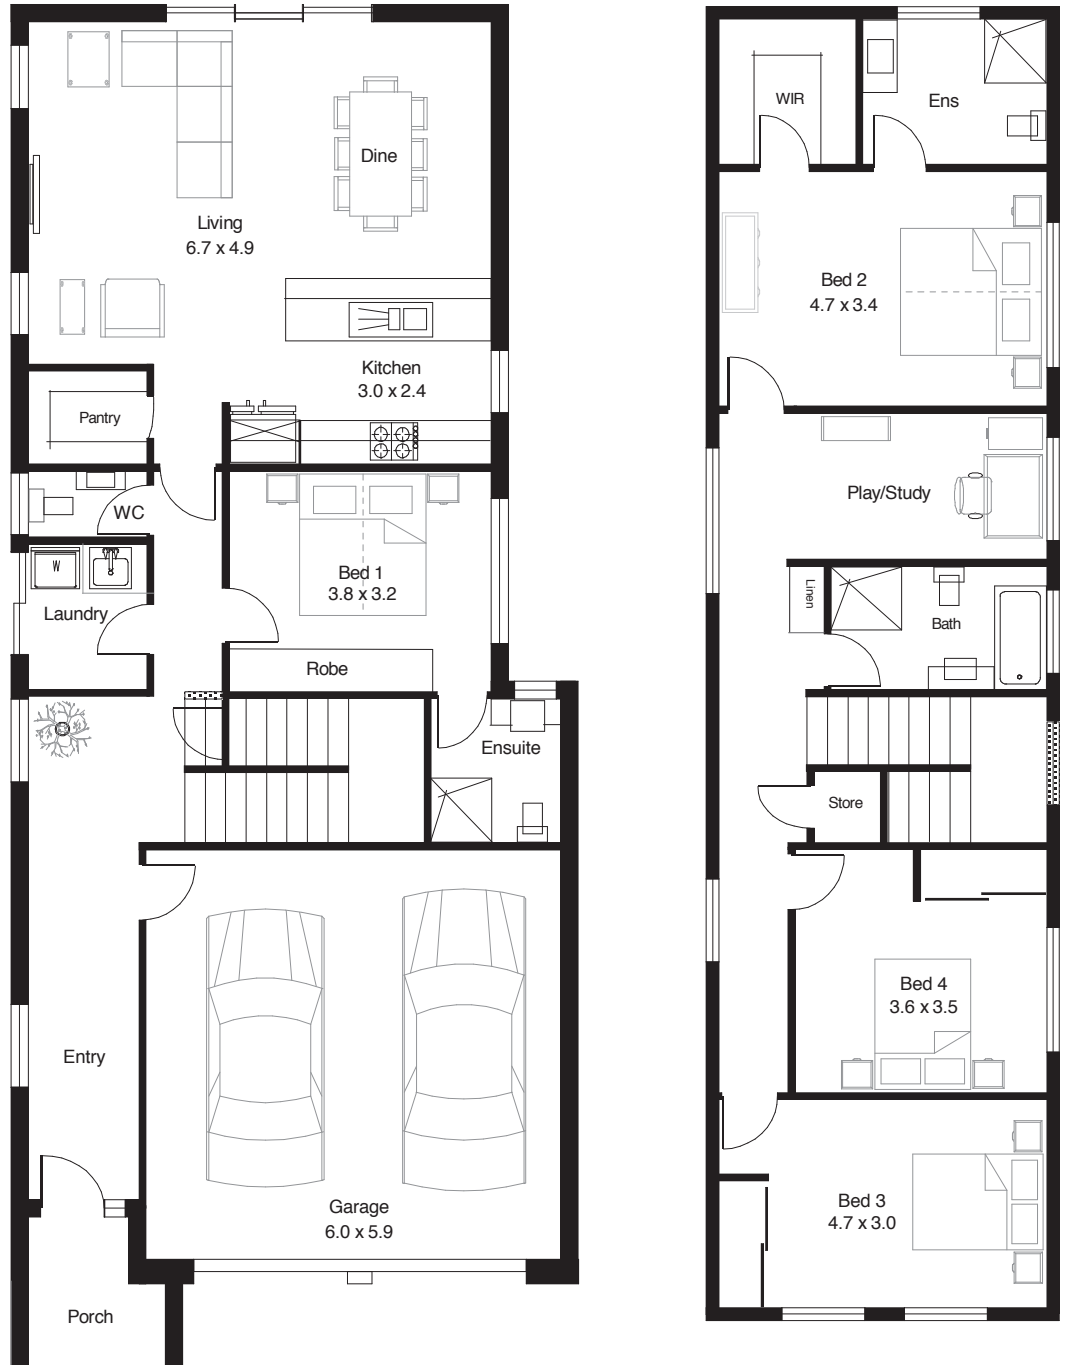 Dine
Living
6.7 x 4.9
Kitchen
3.0 x 2.4
Pantry
WC
W
Laundry
Bed 1
3.8 x 3.2
Robe
Ensuite
Entry
Garage
6.0 x 5.9
Porch
WIR
Ens
Bed 2
4.7 x 3.4
Play/Study
Linen
Bath
Store
Bed 4
3.6 x 3.5
Bed 3
4.7 x 3.0